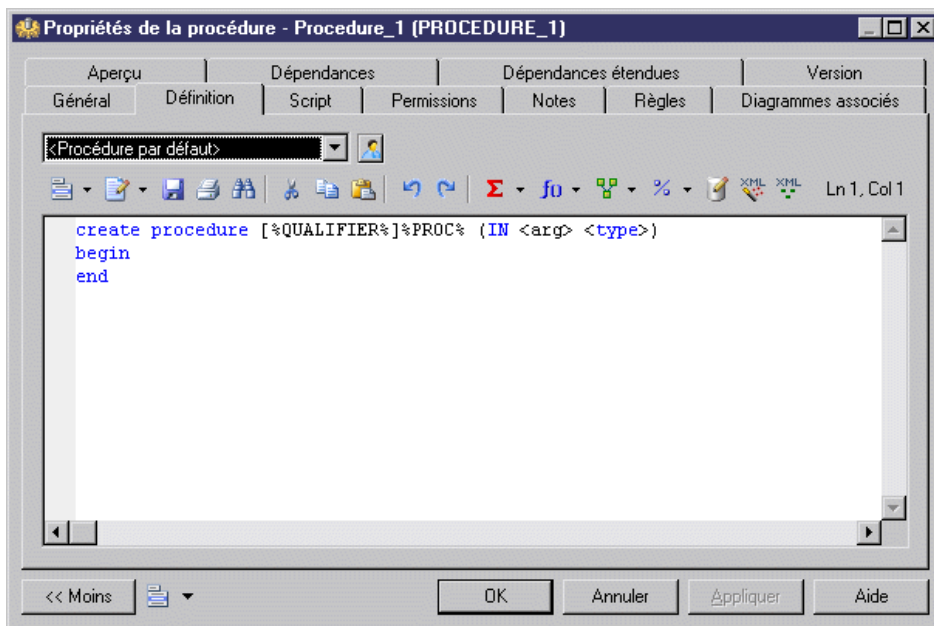 Propriétés de la procédure - Procedure_1 (PROCEDURE_1)
Aperçu Dépendances Dépendances étendues Version
Général Définition Script Permissions Notes Règles Diagrammes associés
<Procédure par défaut>
Σ f() % XML XML Ln 1, Col 1
create procedure [%QUALIFIER%]%PROC% (IN <arg> <type>)
begin
end
<< Moins OK Annuler Appliquer Aide